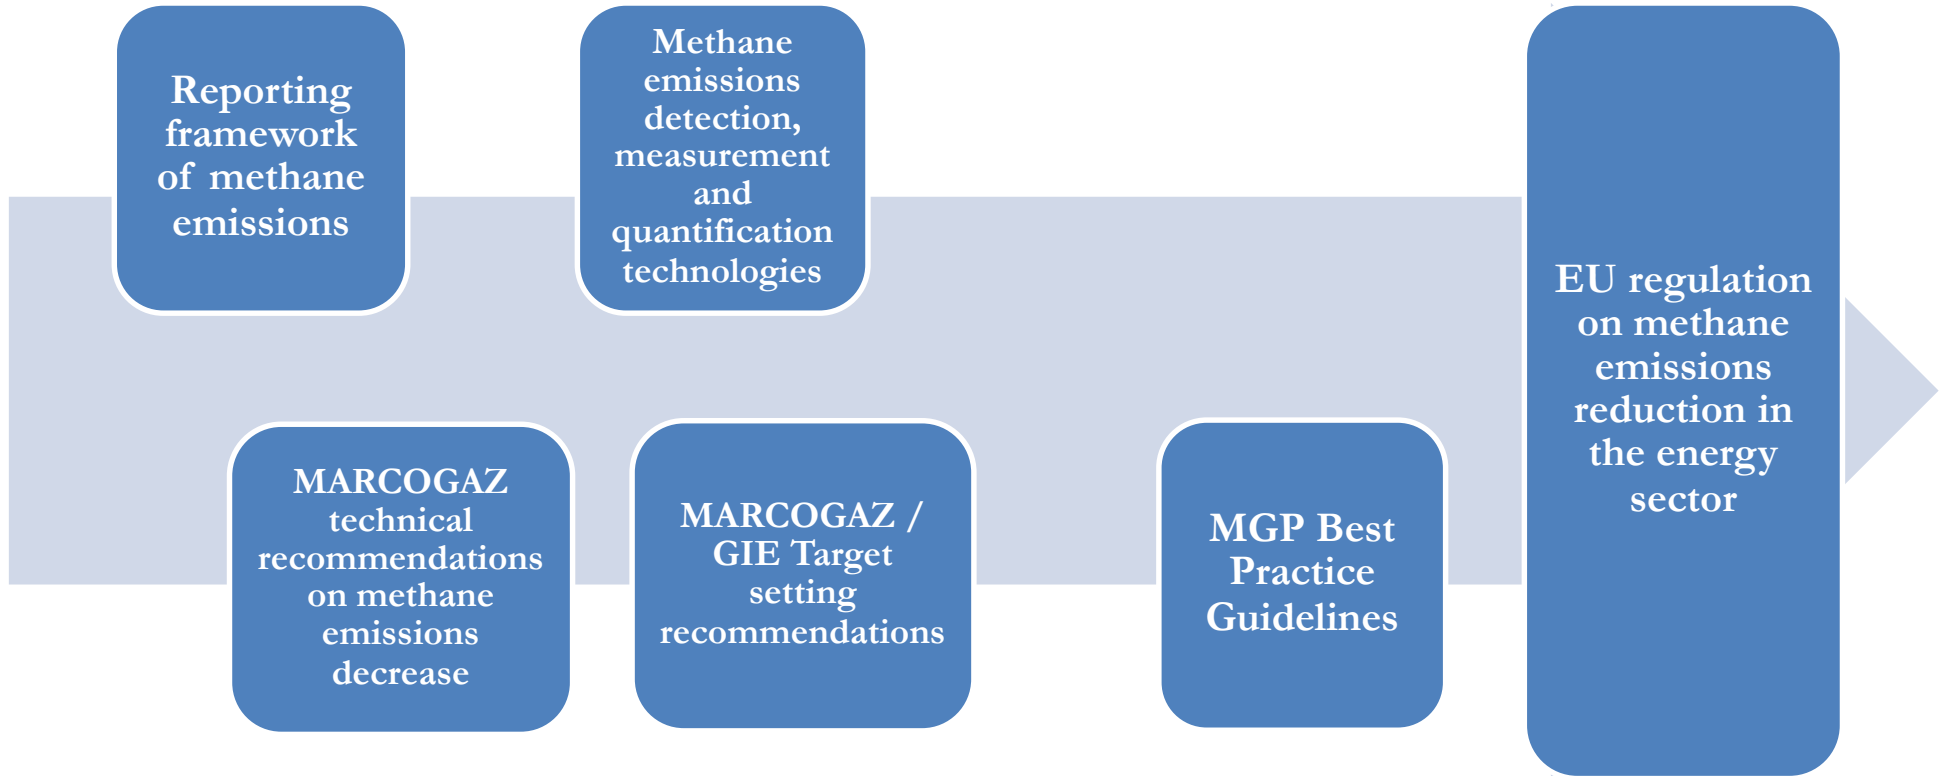 Reporting
framework
of methane
emissions
Methane
emissions
detection,
measurement
and
quantification
technologies
MARCOGAZ
technical
recommendations
on methane
emissions
decrease
MARCOGAZ /
GIE Target
setting
recommendations
MGP Best
Practice
Guidelines
EU regulation
on methane
emissions
reduction in
the energy
sector